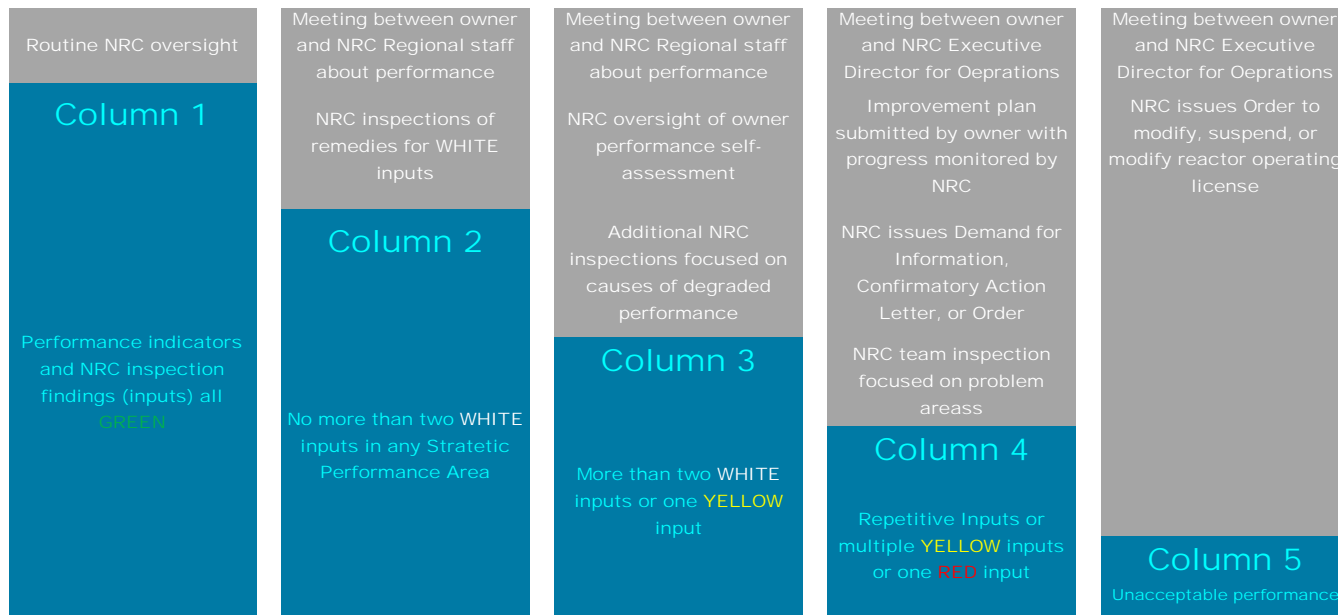 Routine NRC oversight
Column 1
Performance indicators
and NRC inspection
findings (inputs) all
GREEN
Meeting between owner
and NRC Regional staff
about performance
NRC inspections of
remedies for WHITE
inputs
Column 2
No more than two WHITE
inputs in any Stratetic
Performance Area
Meeting between owner
and NRC Regional staff
about performance
NRC oversight of owner
performance self-
assessment
Additional NRC
inspections focused on
causes of degraded
performance
Column 3
More than two WHITE
inputs or one YELLOW
input
Meeting between owner
and NRC Executive
Director for Oeprations
Improvement plan
submitted by owner with
progress monitored by
NRC
NRC issues Demand for
Information,
Confirmatory Action
Letter, or Order
NRC team inspection
focused on problem
areass
Column 4
Repetitive Inputs or
multiple YELLOW inputs
or one RED input
Meeting between owner
and NRC Executive
Director for Oeprations
NRC issues Order to
modify, suspend, or
modify reactor operating
license
Column 5
Unacceptable performance